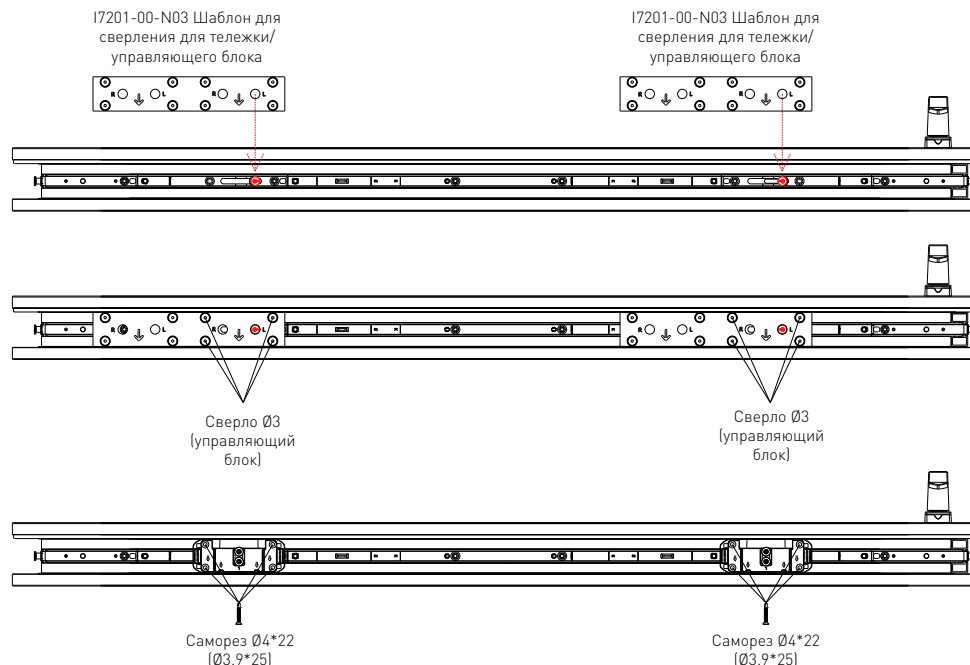 I7201-00-N03 Шаблон для
сверления для тележки/
управляющего блока
I7201-00-N03 Шаблон для
сверления для тележки/
управляющего блока
R L R L
R L R L
R L R L
R L R L
Сверло Ø3
(управляющий
блок)
Сверло Ø3
(управляющий
блок)
Саморез Ø4*22
(Ø3,9*25)
Саморез Ø4*22
(Ø3,9*25)